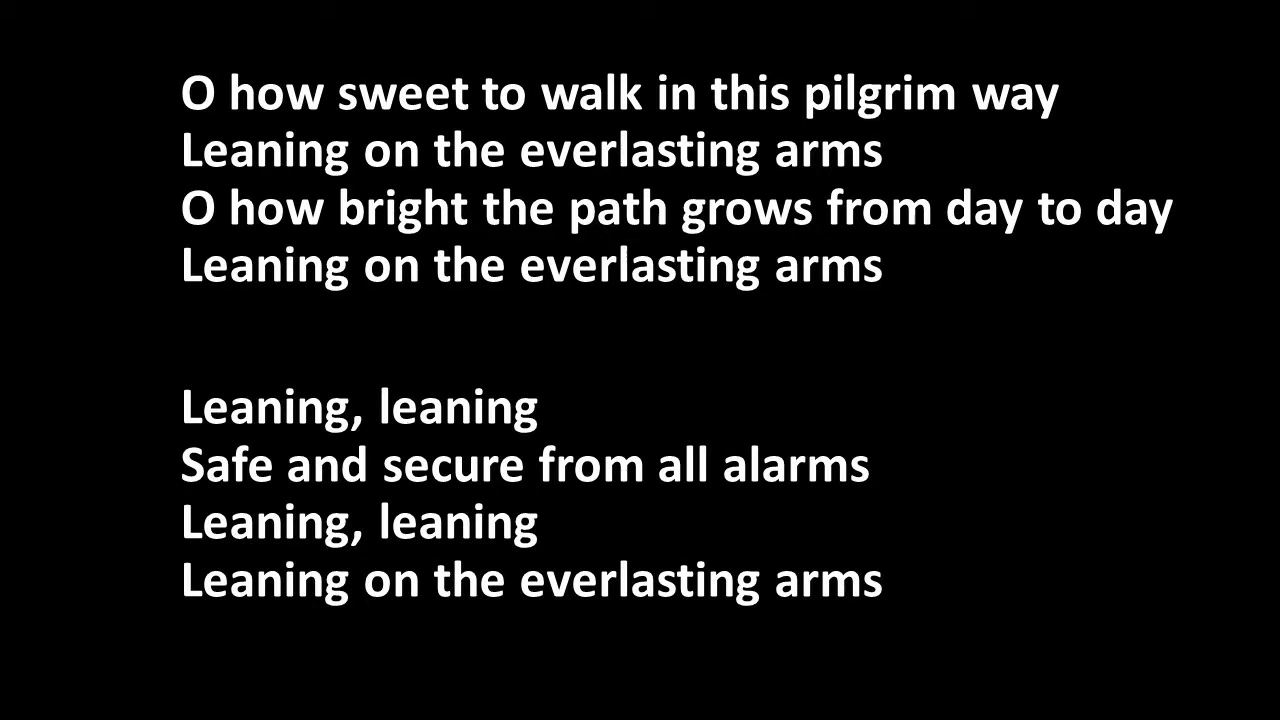 O how sweet to walk in this pilgrim way
Leaning on the everlasting arms
O how bright the path grows from day to day
Leaning on the everlasting arms
Leaning, leaning
Safe and secure from all alarms
Leaning, leaning
Leaning on the everlasting arms